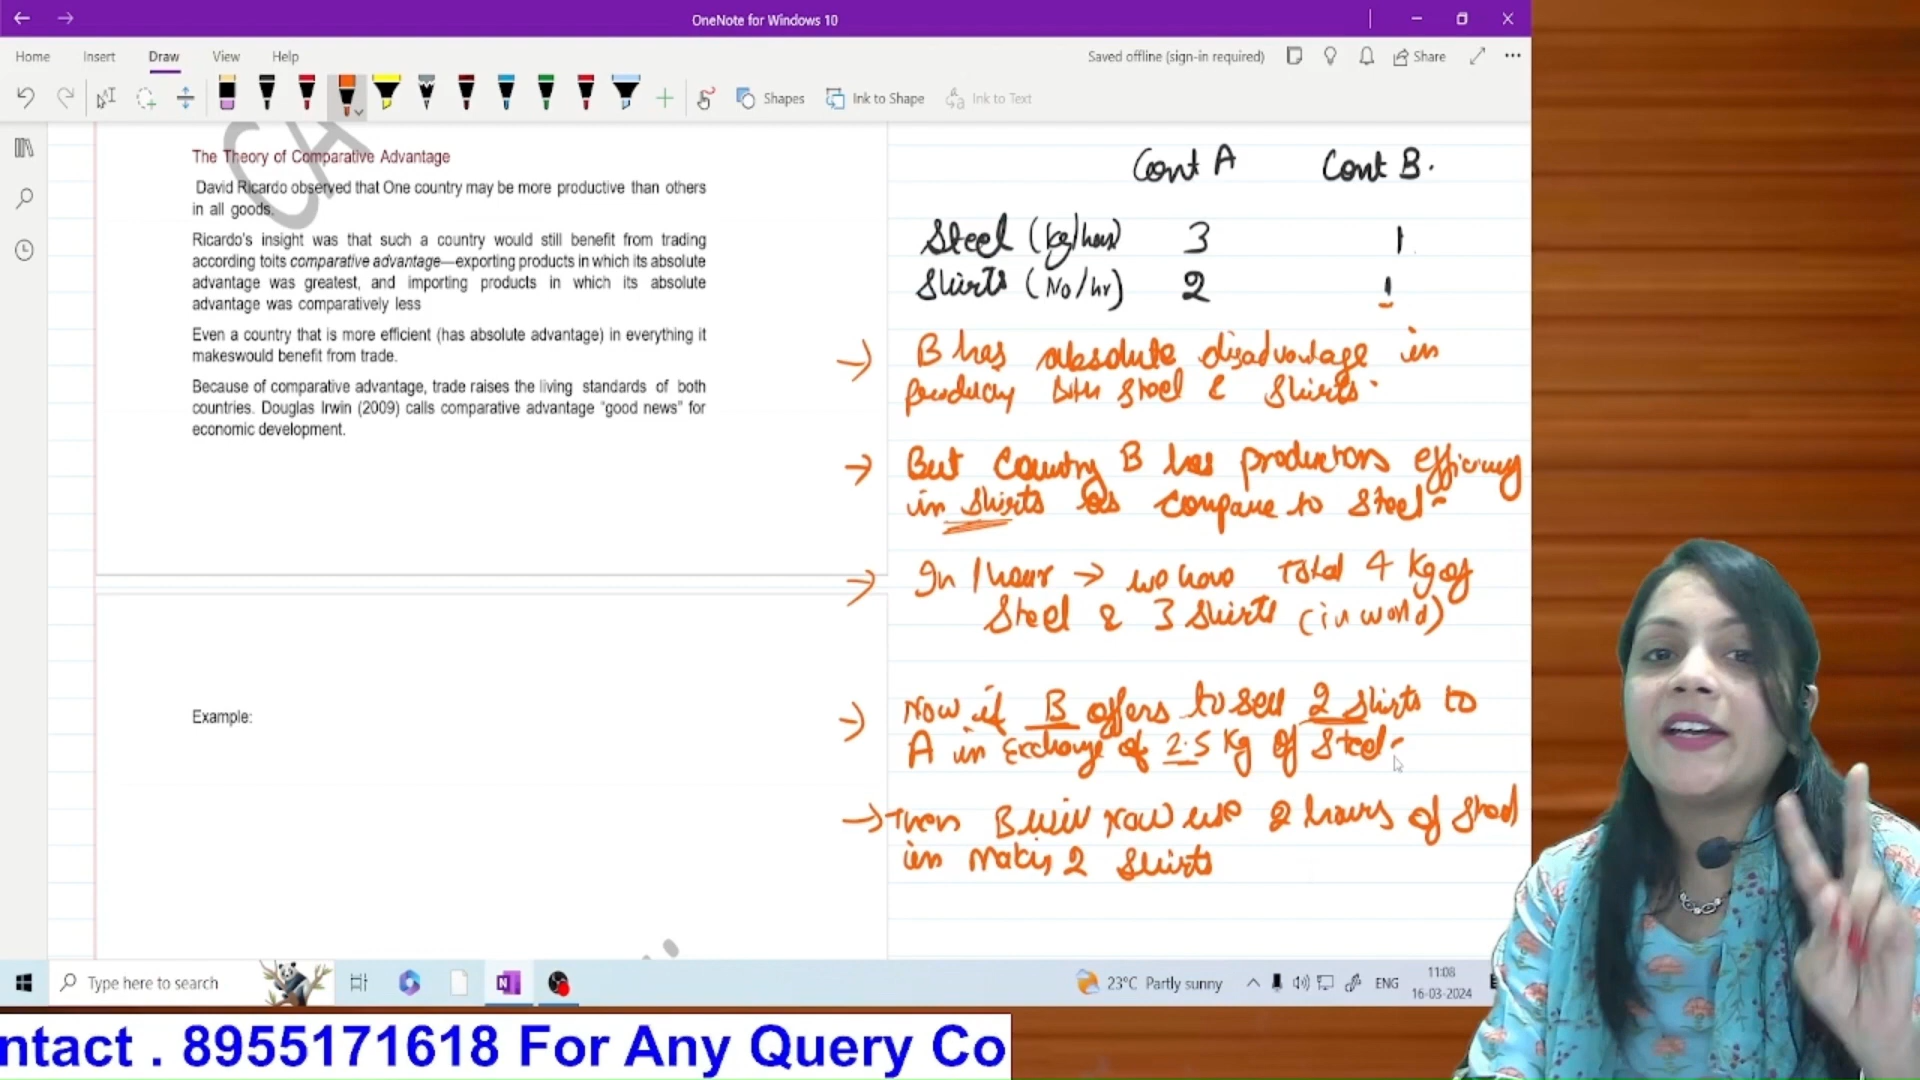 OneNote for Windows 10
Home Insert Draw View Help
Saved offline (sign-in required) Share
Shapes Ink to Shape Ink to Text
CA
The Theory of Comparative Advantage
David Ricardo observed that One country may be more productive than others
in all goods.
Ricardo's insight was that such a country would still benefit from trading
according toits comparative advantage—exporting products in which its absolute
advantage was greatest, and importing products in which its absolute
advantage was comparatively less
Even a country that is more efficient (has absolute advantage) in everything it
makeswould benefit from trade.
Because of comparative advantage, trade raises the living standards of both
countries. Douglas Irwin (2009) calls comparative advantage “good news” for
economic development.
Example:
Cont A Cont B.
Steel (kg/hour) 3 1
Shirts (No/hr) 2 1
→ B has absolute disadvantage in
both Steel & Shirts.
→ But Country B has efficiency
in Shirts as compare to Steel-
→ In 1 hour → we have Total 4 Kg of
Steel & 3 Shirts (in world)
→ Now if B offers to sell 2 Shirts to
A in Exchange of 2.5 Kg of Steel-
→ Then B will now use 2 hours of
in making 2 Shirts
Type here to search
23°C Partly sunny ENG 11:08
16-03-2024
ntact . 8955171618 For Any Query Co